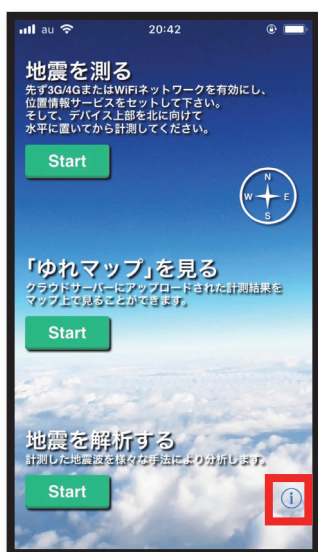 au 20:42
地震を測る
先ず3G/4GまたはWiFiネットワークを有効にし、
位置情報サービスをセットして下さい。
そして、デバイス上部を北に向けて
水平に置いてから計測してください。
Start
N
W E
S
「ゆれマップ」を見る
クラウドサーバーにアップロードされた計測結果を
マップ上で見ることができます。
Start
地震を解析する
計測した地震波を様々な手法により分析します。
Start
i